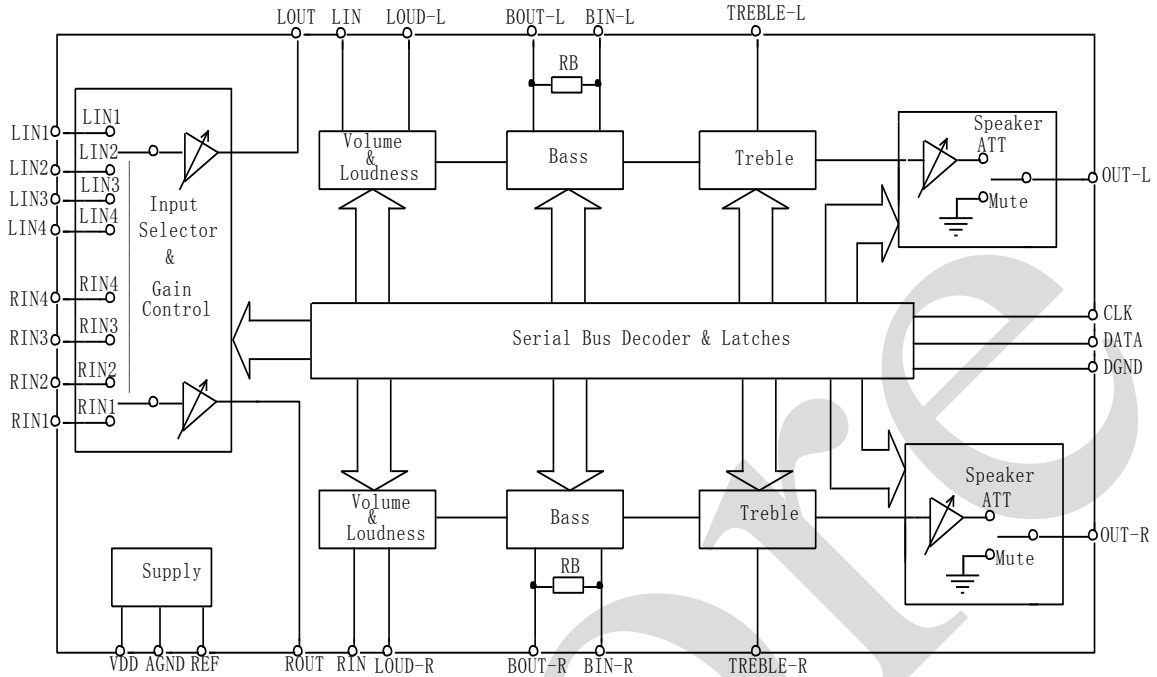 LOUT LIN LOUD-L BOUT-L BIN-L TREBLE-L
RB
LIN1 LIN1
LIN2
LIN2
LIN3
LIN3
LIN4
LIN4
Input
Selector
&
Gain
Control
RIN4
RIN4
RIN3
RIN3
RIN2
RIN2
RIN1
RIN1
Volume
&
Loudness
Bass
Treble
Speaker
ATT
Mute
OUT-L
Serial Bus Decoder & Latches
CLK
DATA
DGND
Volume
&
Loudness
Bass
Treble
Speaker
ATT
Mute
OUT-R
RB
Supply
VDD AGND REF ROUT RIN LOUD-R BOUT-R BIN-R TREBLE-R